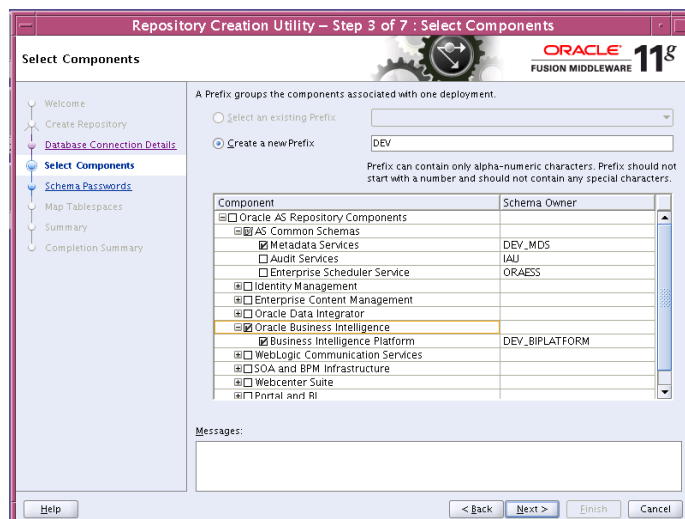 Repository Creation Utility – Step 3 of 7 : Select Components
Select Components
ORACLE
FUSION MIDDLEWARE 11g
Welcome
Create Repository
Database Connection Details
Select Components
Schema Passwords
Map Tablespaces
Summary
Completion Summary
A Prefix groups the components associated with one deployment.
Select an existing Prefix
Create a new Prefix
DEV
Prefix can contain only alpha-numeric characters. Prefix should not
start with a number and should not contain any special characters.
Component Schema Owner
Oracle AS Repository Components
AS Common Schemas
Metadata Services DEV_MDS
Audit Services IAU
Enterprise Scheduler Service ORAESS
Identity Management
Enterprise Content Management
Oracle Data Integrator
Oracle Business Intelligence
Business Intelligence Platform DEV_BIPLATFORM
WebLogic Communication Services
SOA and BPM Infrastructure
Webcenter Suite
Portal and BI
Messages:
Help
< Back
Next >
Finish
Cancel